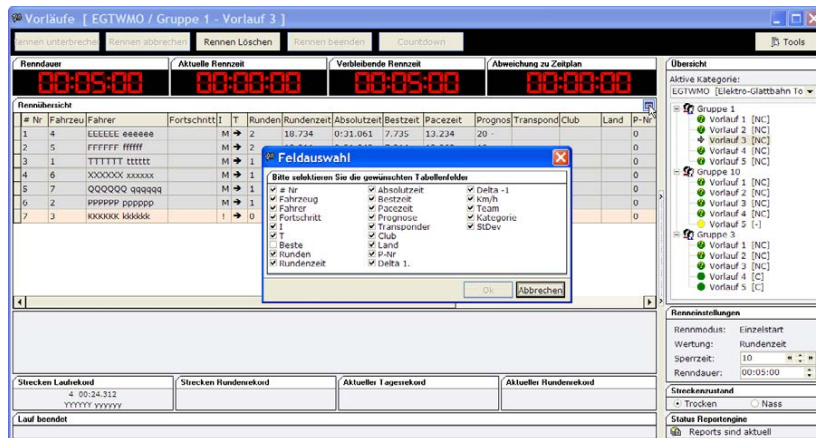 Vorläufe [ EGTWMO / Gruppe 1 - Vorlauf 3 ]
Rennen unterbrechen Rennen abbrechen Rennen Löschen Rennen beenden Countdown Tools
Renndauer Aktuelle Rennzeit Verbleibende Rennzeit Abweichung zu Zeitplan
00:05:00 00:00:00 00:05:00 00:00:00
Rennübersicht
# Nr Fahrzeu Fahrer Fortschritt I T Runden Rundenzeit Absolutzeit Bestzeit Pacezeit Prognos Transpond Club Land P-Nr
1 4 EEEEEE eeeeee M 2 18.734 0:31.061 7.735 13.234 20 - 0
2 5 FFFFFF ffffff M 2 0
3 1 TTTTTT tttttt M 1 0
4 6 XXXXXX xxxxxx M 1 0
5 7 QQQQQQ qqqqqq M 1 0
6 2 PPPPPP pppppp M 1 0
7 3 KKKKKK kkkkkk ! 0 0
Feldauswahl
Bitte selektieren Sie die gewünschten Tabellenfelder
# Nr
Fahrzeug
Fahrer
Fortschritt
I
T
Beste
Runden
Rundenzeit
Absolutzeit
Bestzeit
Pacezeit
Prognose
Transponder
Club
Land
P-Nr
Delta 1.
Delta -1
Km/h
Team
Kategorie
StDev
Ok Abbrechen
Strecken Laufrekord
4 00:24.312
YYYYYY yyyyyy
Strecken Rundenrekord
Aktueller Tagesrekord
Aktueller Rundenrekord
Lauf beendet
Übersicht
Aktive Kategorie:
EGTWMO [Elektro-Glattbahn To
Gruppe 1
Vorlauf 1 [NC]
Vorlauf 2 [NC]
Vorlauf 3 [NC]
Vorlauf 4 [NC]
Vorlauf 5 [NC]
Gruppe 10
Vorlauf 1 [NC]
Vorlauf 2 [NC]
Vorlauf 3 [NC]
Vorlauf 4 [NC]
Vorlauf 5 [-]
Gruppe 3
Vorlauf 1 [NC]
Vorlauf 2 [NC]
Vorlauf 3 [NC]
Vorlauf 4 [C]
Vorlauf 5 [C]
Renneinstellungen
Rennmodus: Einzelstart
Wertung: Rundenzeit
Sperrzeit: 10
Renndauer: 00:05:00
Streckenzustand
Trocken Nass
Status Reportengine
Reports sind aktuell